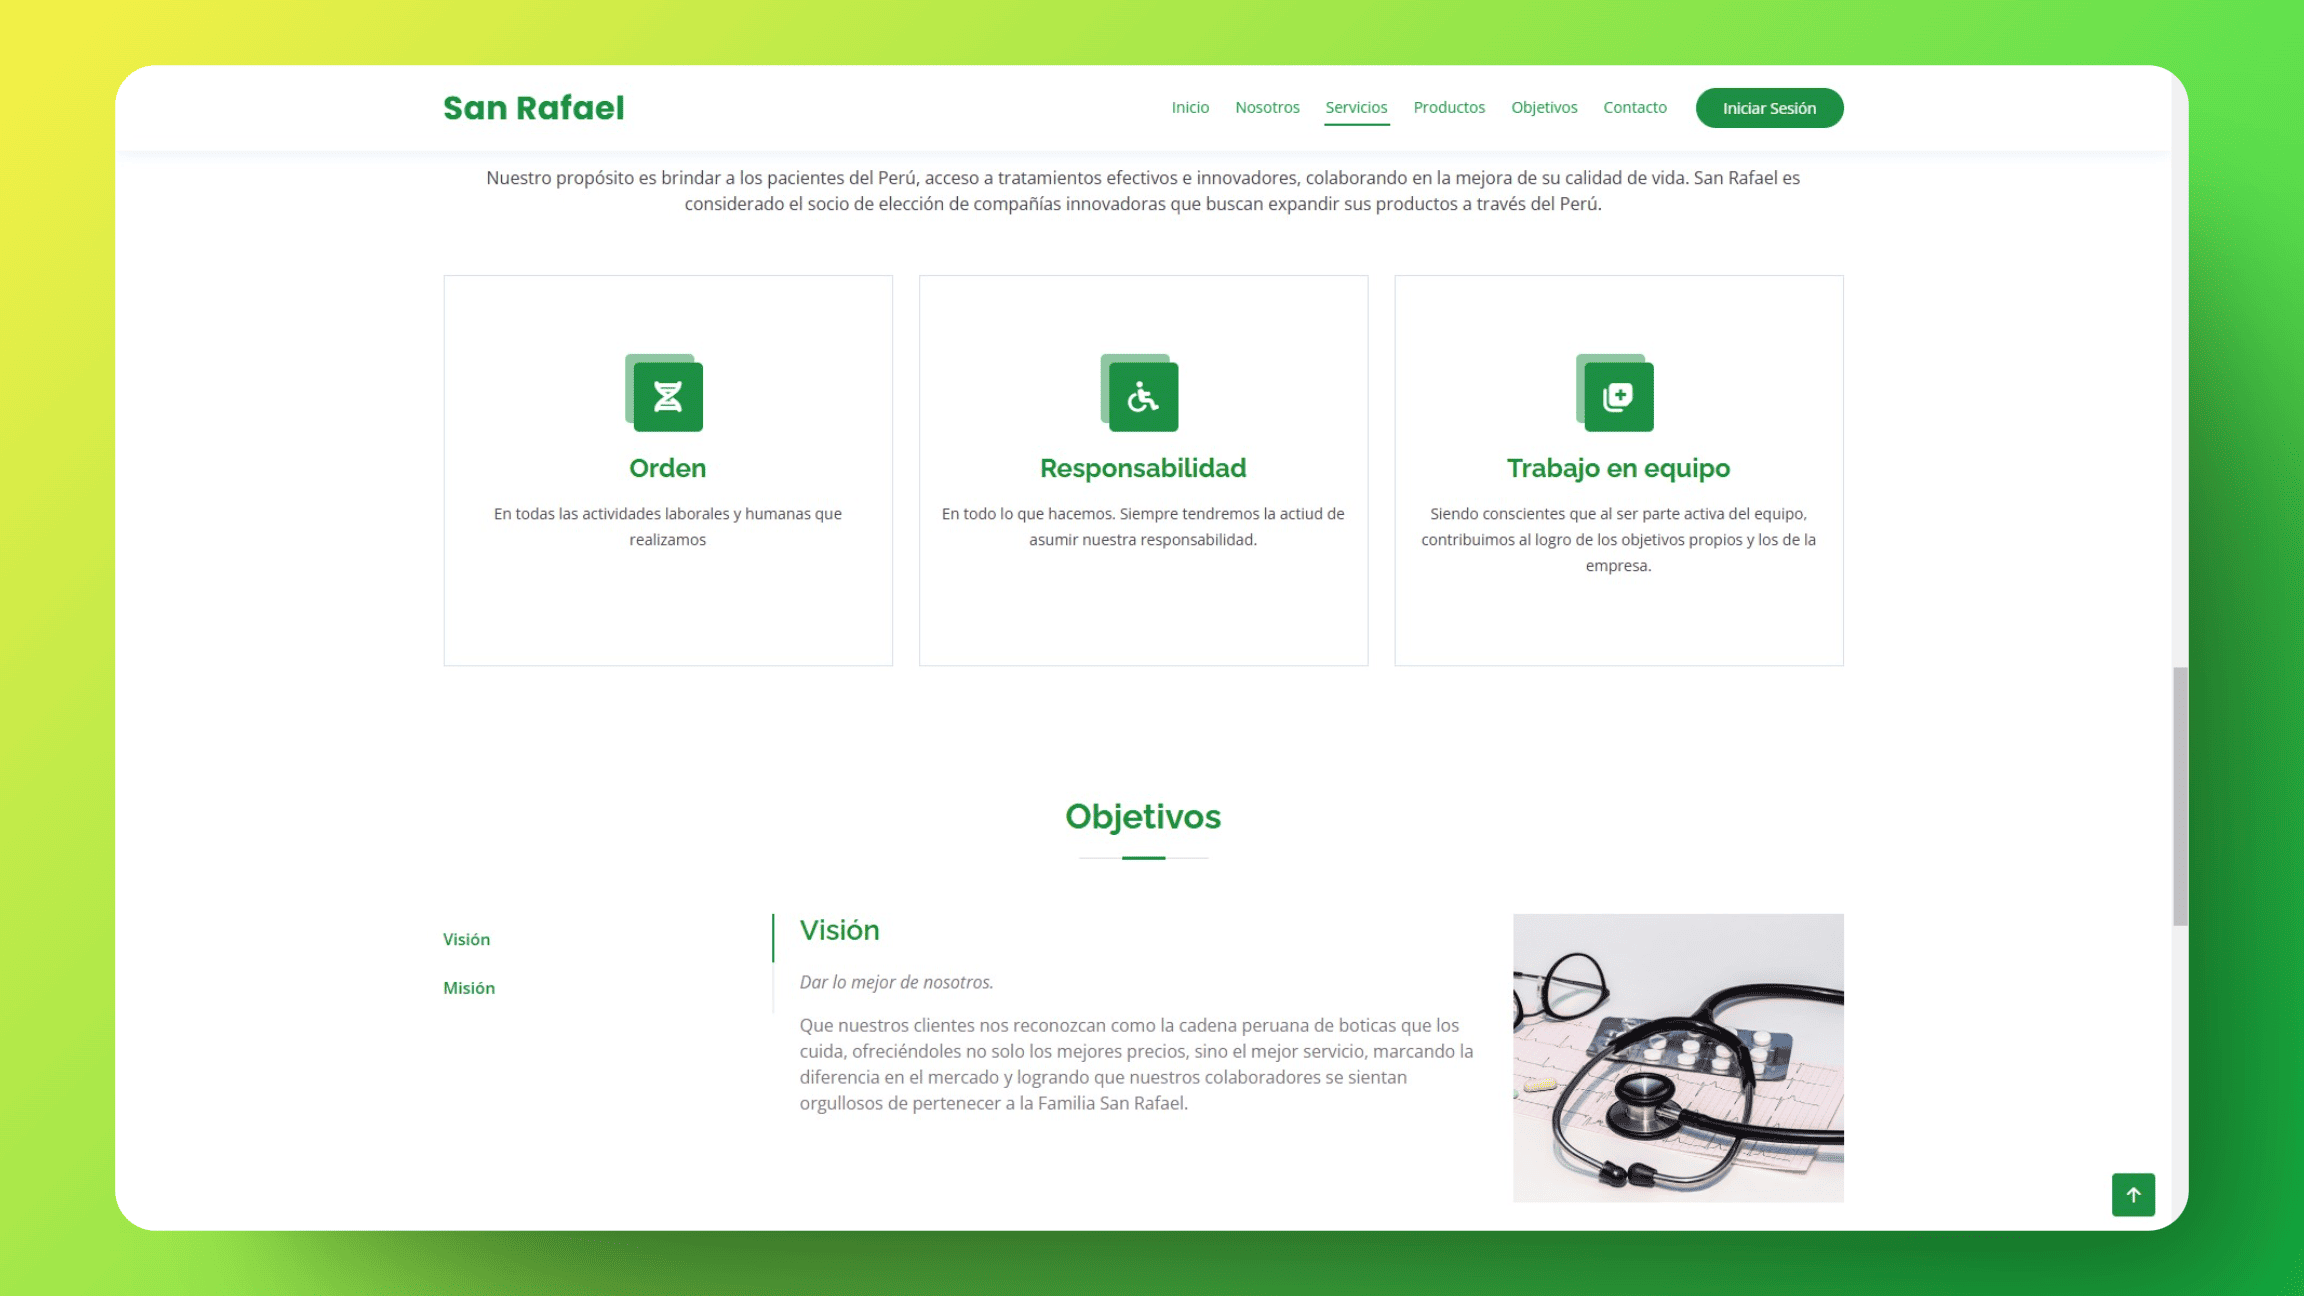 San Rafael
Inicio
Nosotros
Servicios
Productos
Objetivos
Contacto
Iniciar Sesión
Nuestro propósito es brindar a los pacientes del Perú, acceso a tratamientos efectivos e innovadores, colaborando en la mejora de su calidad de vida. San Rafael es
considerado el socio de elección de compañías innovadoras que buscan expandir sus productos a través del Perú.
Orden
En todas las actividades laborales y humanas que
realizamos
Responsabilidad
En todo lo que hacemos. Siempre tendremos la actiud de
asumir nuestra responsabilidad.
Trabajo en equipo
Siendo conscientes que al ser parte activa del equipo,
contribuimos al logro de los objetivos propios y los de la
empresa.
Objetivos
Visión
Misión
Visión
Dar lo mejor de nosotros.
Que nuestros clientes nos reconozcan como la cadena peruana de boticas que los
cuida, ofreciéndoles no solo los mejores precios, sino el mejor servicio, marcando la
diferencia en el mercado y logrando que nuestros colaboradores se sientan
orgullosos de pertenecer a la Familia San Rafael.